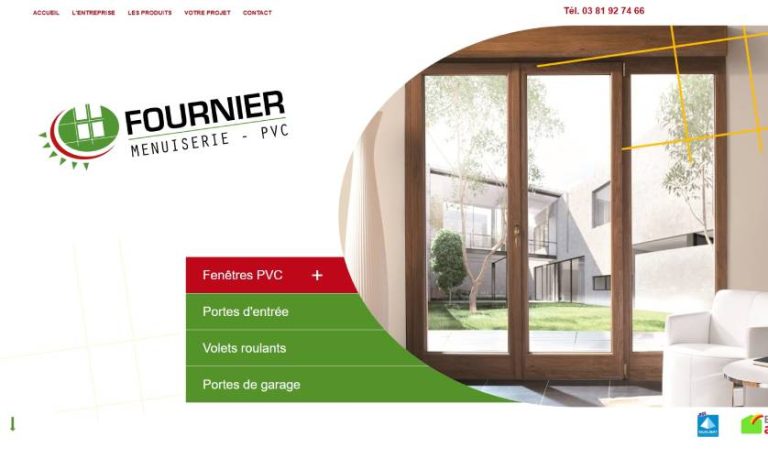 ACCUEIL L'ENTREPRISE LES PRODUITS VOTRE PROJET CONTACT
Tél. 03 81 92 74 66
FOURNIER
MENUISERIE - PVC
Fenêtres PVC +
Portes d'entrée
Volets roulants
Portes de garage